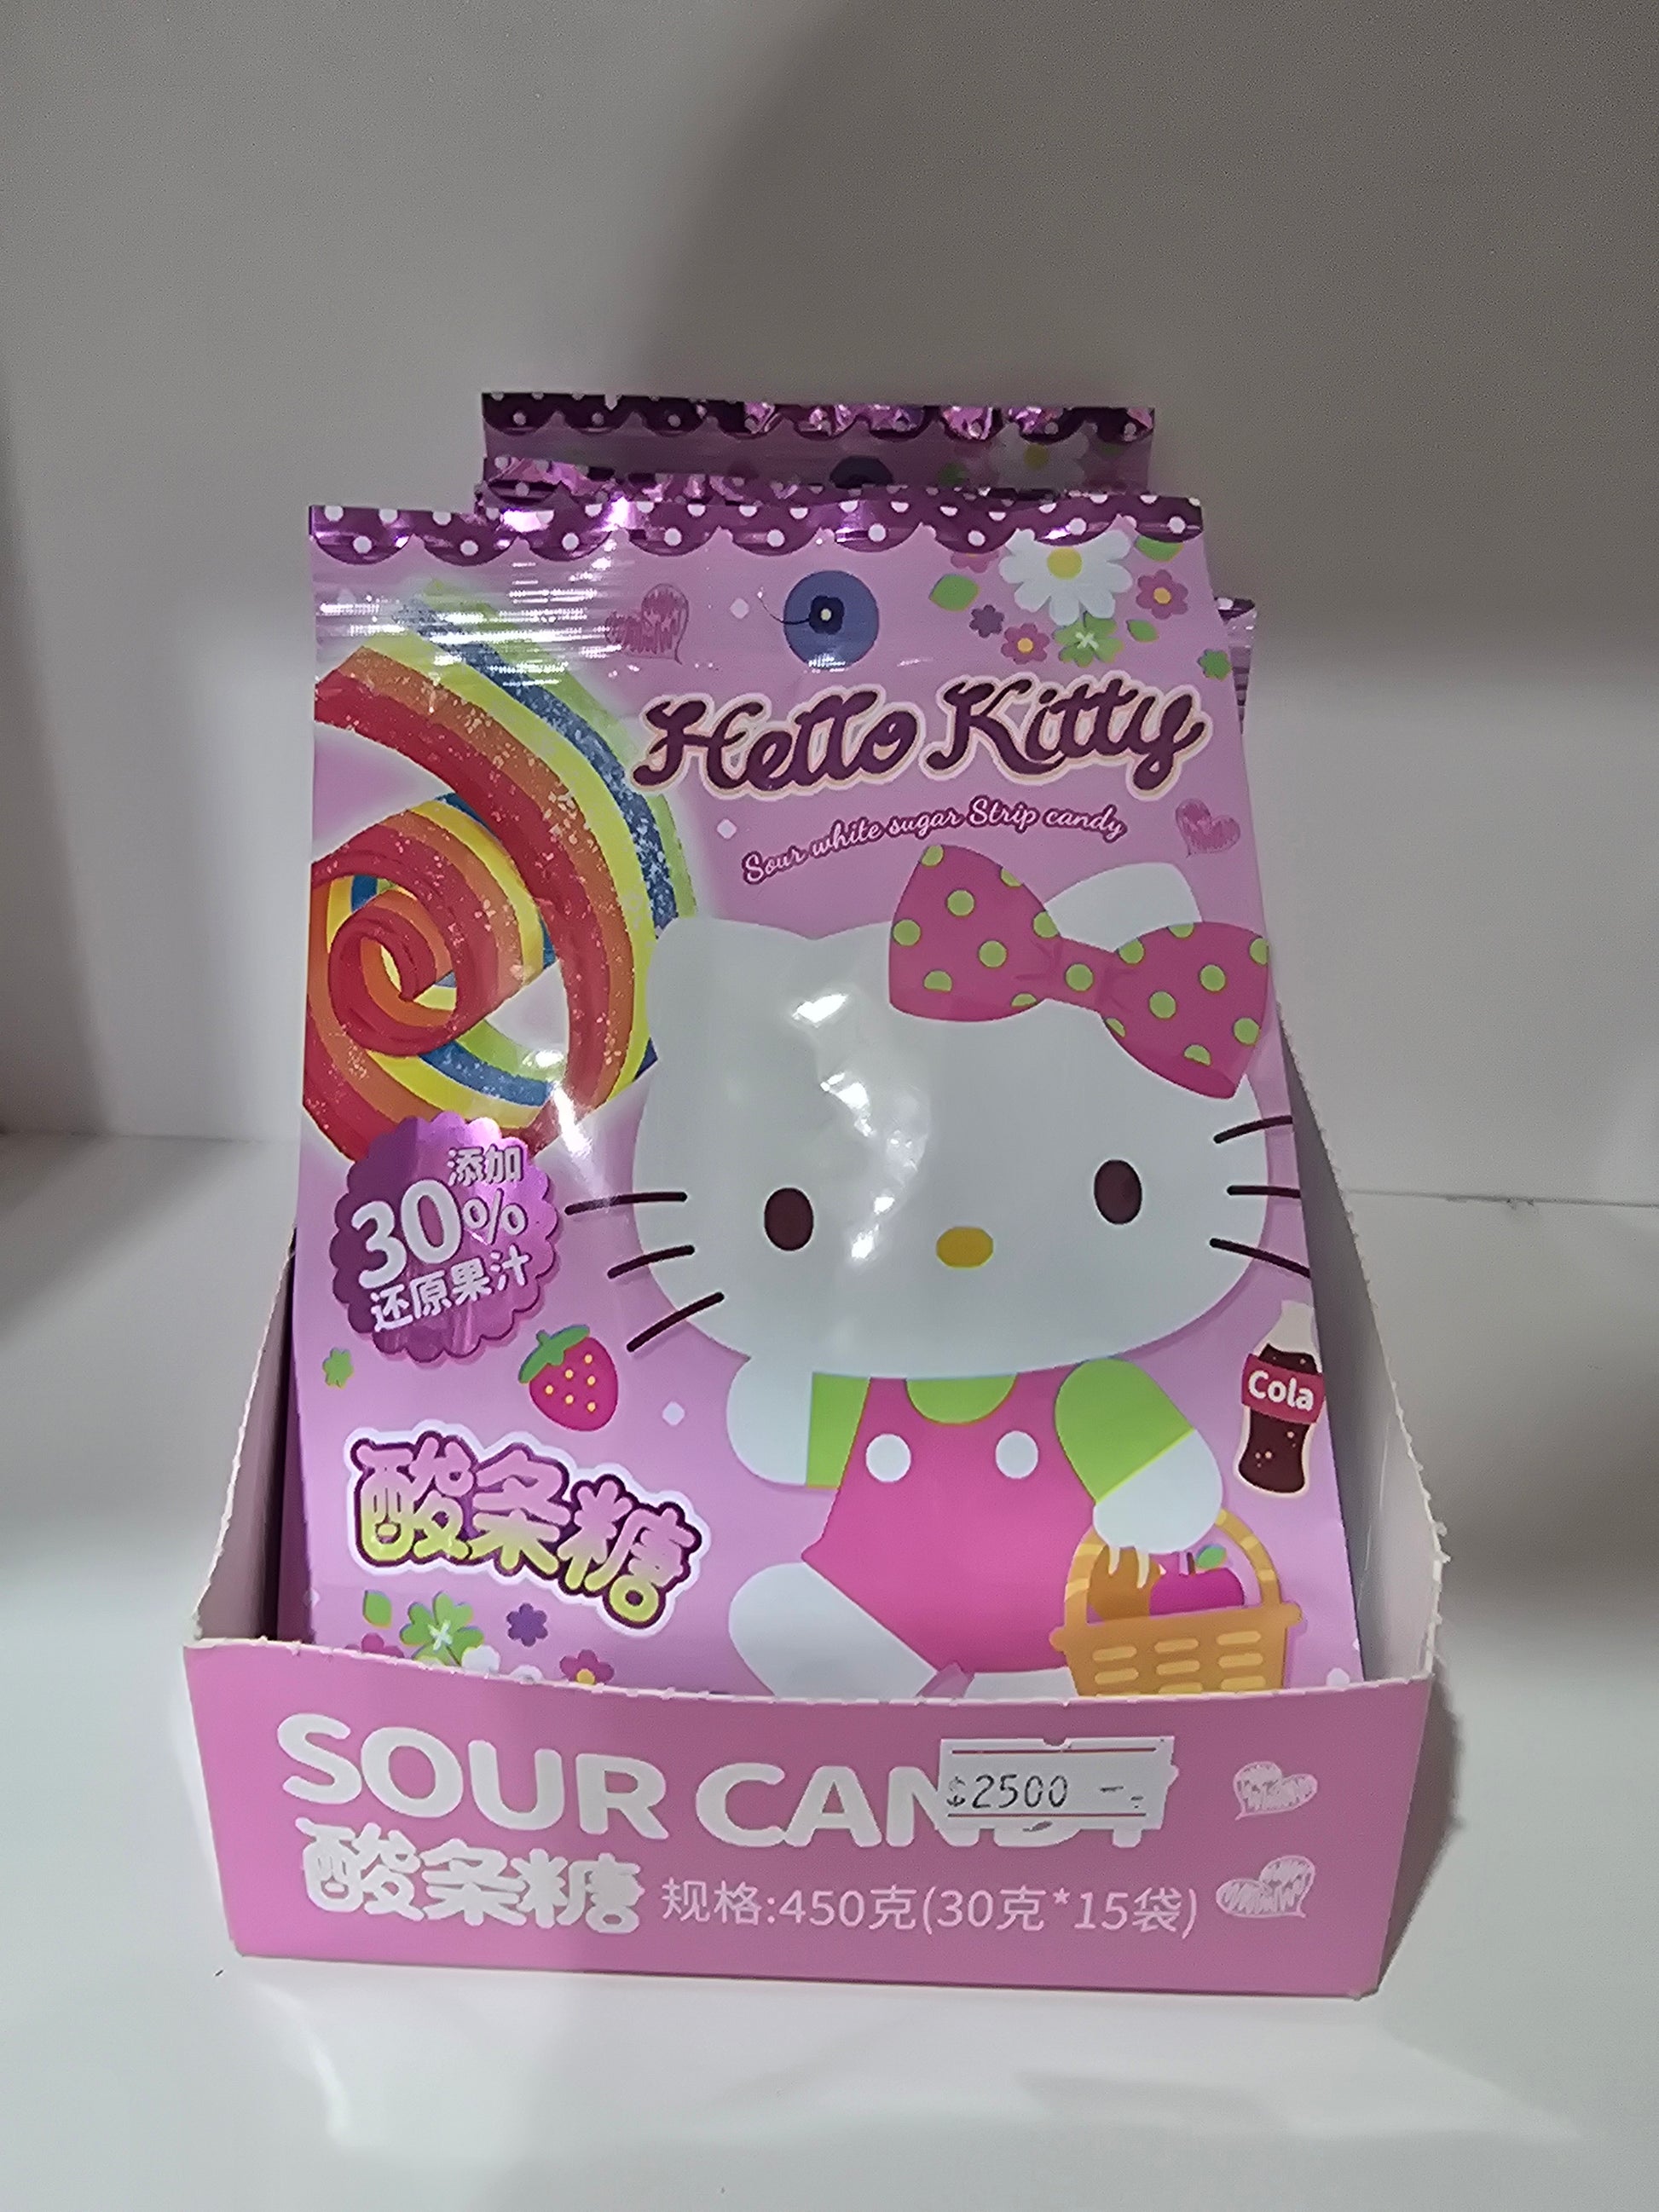 Hello Kitty
Sour white sugar Strip candy
添加
30%
还原果汁
Cola
酸条糖
SOUR CANDY
$2500 -.-
酸条糖 规格:450克(30克*15袋)